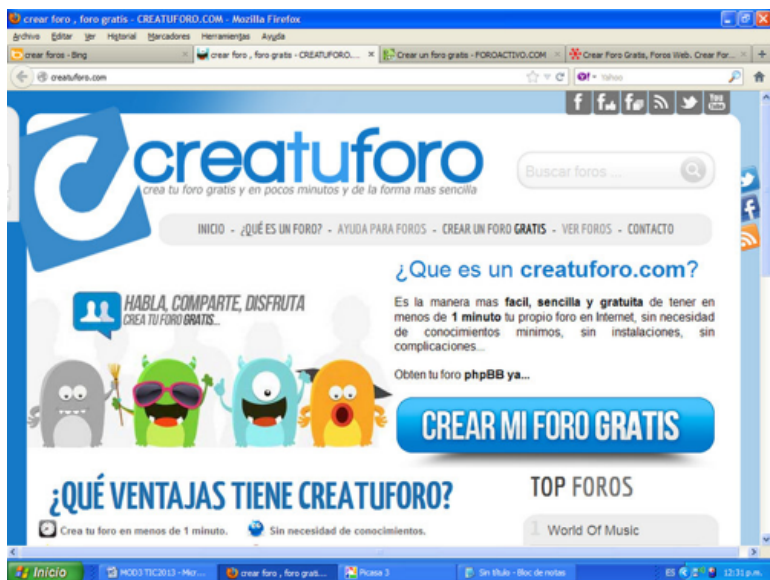 crear foro , foro gratis - CREATUFORO.COM - Mozilla Firefox
Archivo Editar Ver Historial Marcadores Herramientas Ayuda
crear foros - Bing
crear foro , foro gratis - CREATUFORO....
Crear un foro gratis - FOROACTIVO.COM
Crear Foro Gratis, Foros Web. Crear For...
creatuforo.com
Yahoo
You Tube
creatuforo
crea tu foro gratis y en pocos minutos y de la forma mas sencilla
Buscar foros ...
INICIO - ¿QUÉ ES UN FORO? - AYUDA PARA FOROS - CREAR UN FORO GRATIS - VER FOROS - CONTACTO
HABLA, COMPARTE, DISFRUTA
CREA TU FORO GRATIS...
¿Que es un creatuforo.com?
Es la manera mas facil, sencilla y gratuita de tener en
menos de 1 minuto tu propio foro en Internet, sin necesidad
de conocimientos minimos, sin instalaciones, sin
complicaciones...
Obten tu foro phpBB ya...
CREAR MI FORO GRATIS
¿QUÉ VENTAJAS TIENE CREATUFORO?
Crea tu foro en menos de 1 minuto.
Sin necesidad de conocimientos.
TOP FOROS
1 World Of Music
Inicio
MOD3 TIC2013 - Micr...
crear foro , foro grati...
Picasa 3
Sin título - Bloc de notas
ES
12:31 p.m.